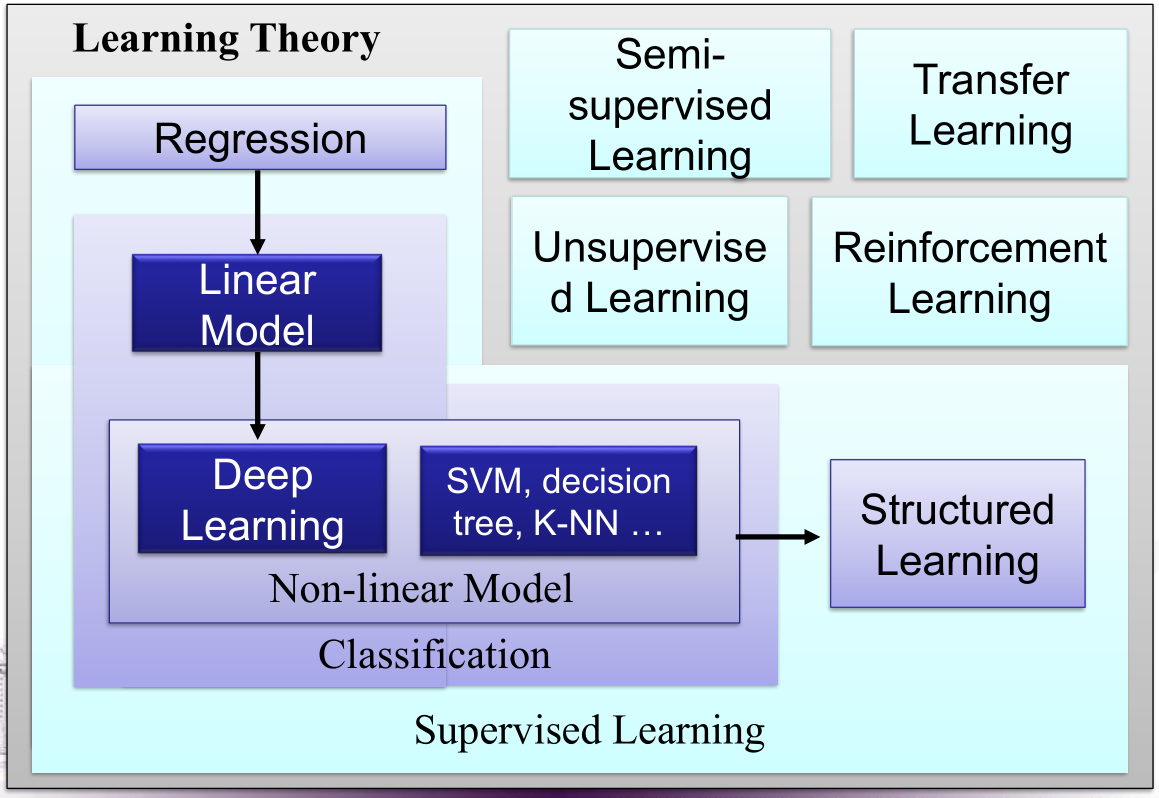 Learning Theory
Regression
Linear
Model
Deep
Learning
SVM, decision
tree, K-NN …
Non-linear Model
Classification
Supervised Learning
Structured
Learning
Semi-
supervised
Learning
Transfer
Learning
Unsupervise
d Learning
Reinforcement
Learning